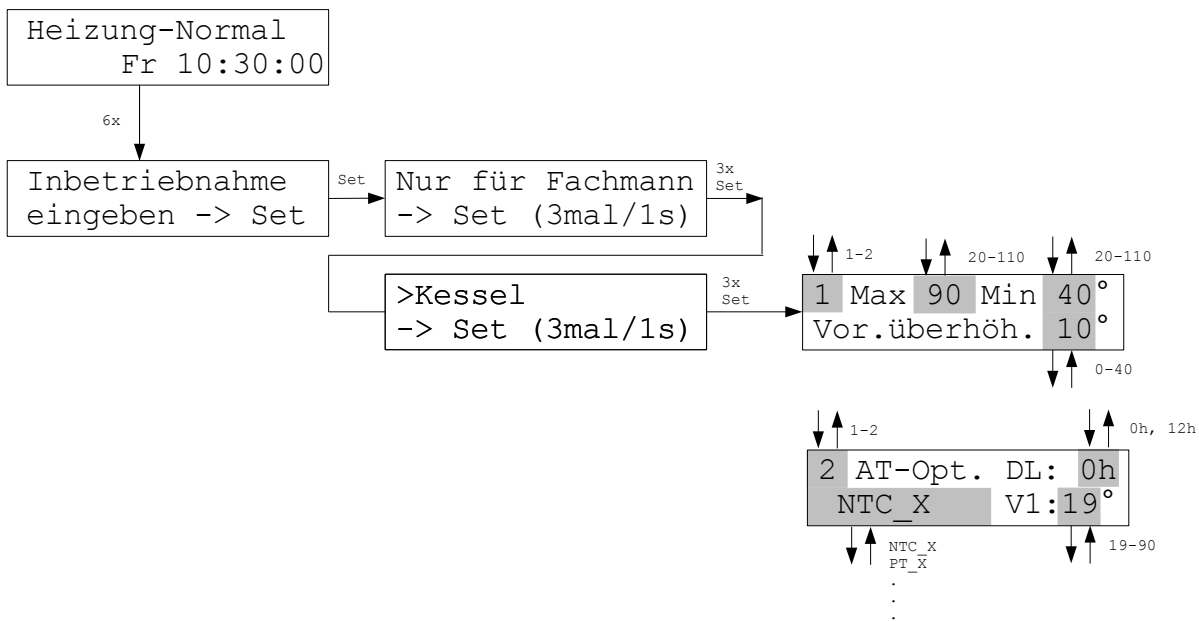 Heizung-Normal
Fr 10:30:00
6x
Inbetriebnahme
eingeben -> Set
Set
Nur für Fachmann
-> Set (3mal/1s)
3x
Set
>Kessel
-> Set (3mal/1s)
3x
Set
1-2
20-110
20-110
1 Max 90 Min 40°
Vor.überhöh. 10°
0-40
1-2
0h, 12h
2 AT-Opt. DL: 0h
NTC_X V1:19°
NTC_X
PT_X
.
.
.
19-90